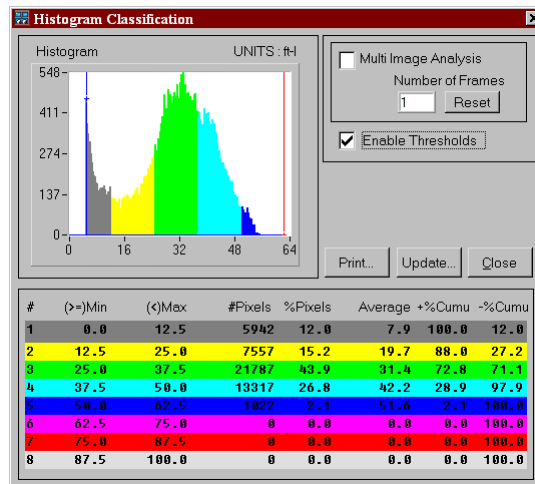 Histogram Classification
Histogram UNITS : ft-l
548
411
274
137
0
0 16 32 48 64
Multi Image Analysis
Number of Frames
1 Reset
Enable Thresholds
Print... Update... Close
# (>=)Min (<)Max #Pixels %Pixels Average +%Cumu -%Cumu
1 0.0 12.5 5942 12.0 7.9 100.0 12.0
2 12.5 25.0 7557 15.2 19.7 88.0 27.2
3 25.0 37.5 21787 43.9 31.4 72.8 71.1
4 37.5 50.0 13317 26.8 42.2 28.9 97.9
5 50.0 62.5 1022 2.1 51.6 2.1 100.0
6 62.5 75.0 0 0.0 0.0 0.0 100.0
7 75.0 87.5 0 0.0 0.0 0.0 100.0
8 87.5 100.0 0 0.0 0.0 0.0 100.0